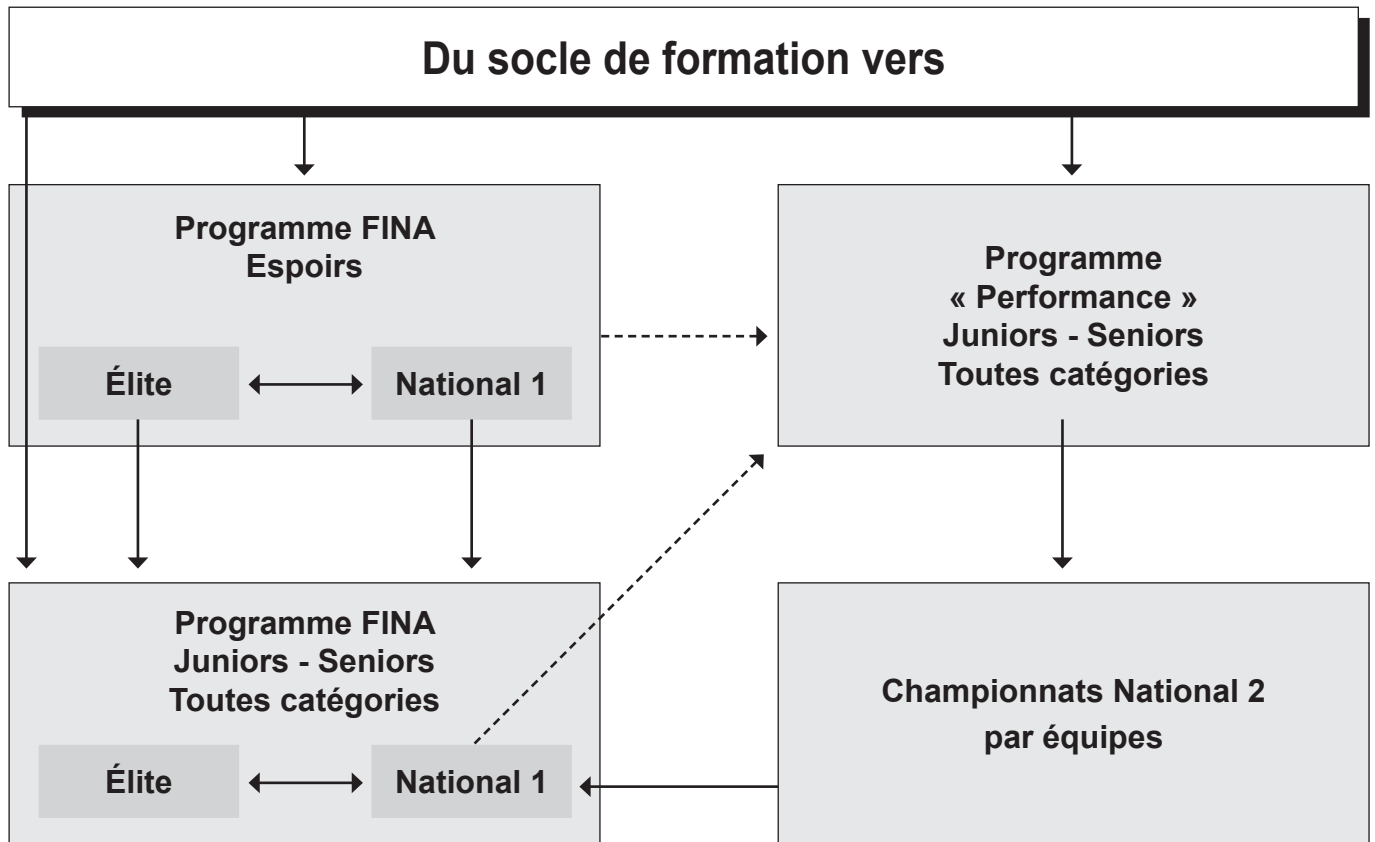 Du socle de formation vers
Programme FINA
Espoirs
Élite
National 1
Programme
« Performance »
Juniors - Seniors
Toutes catégories
Programme FINA
Juniors - Seniors
Toutes catégories
Élite
National 1
Championnats National 2
par équipes